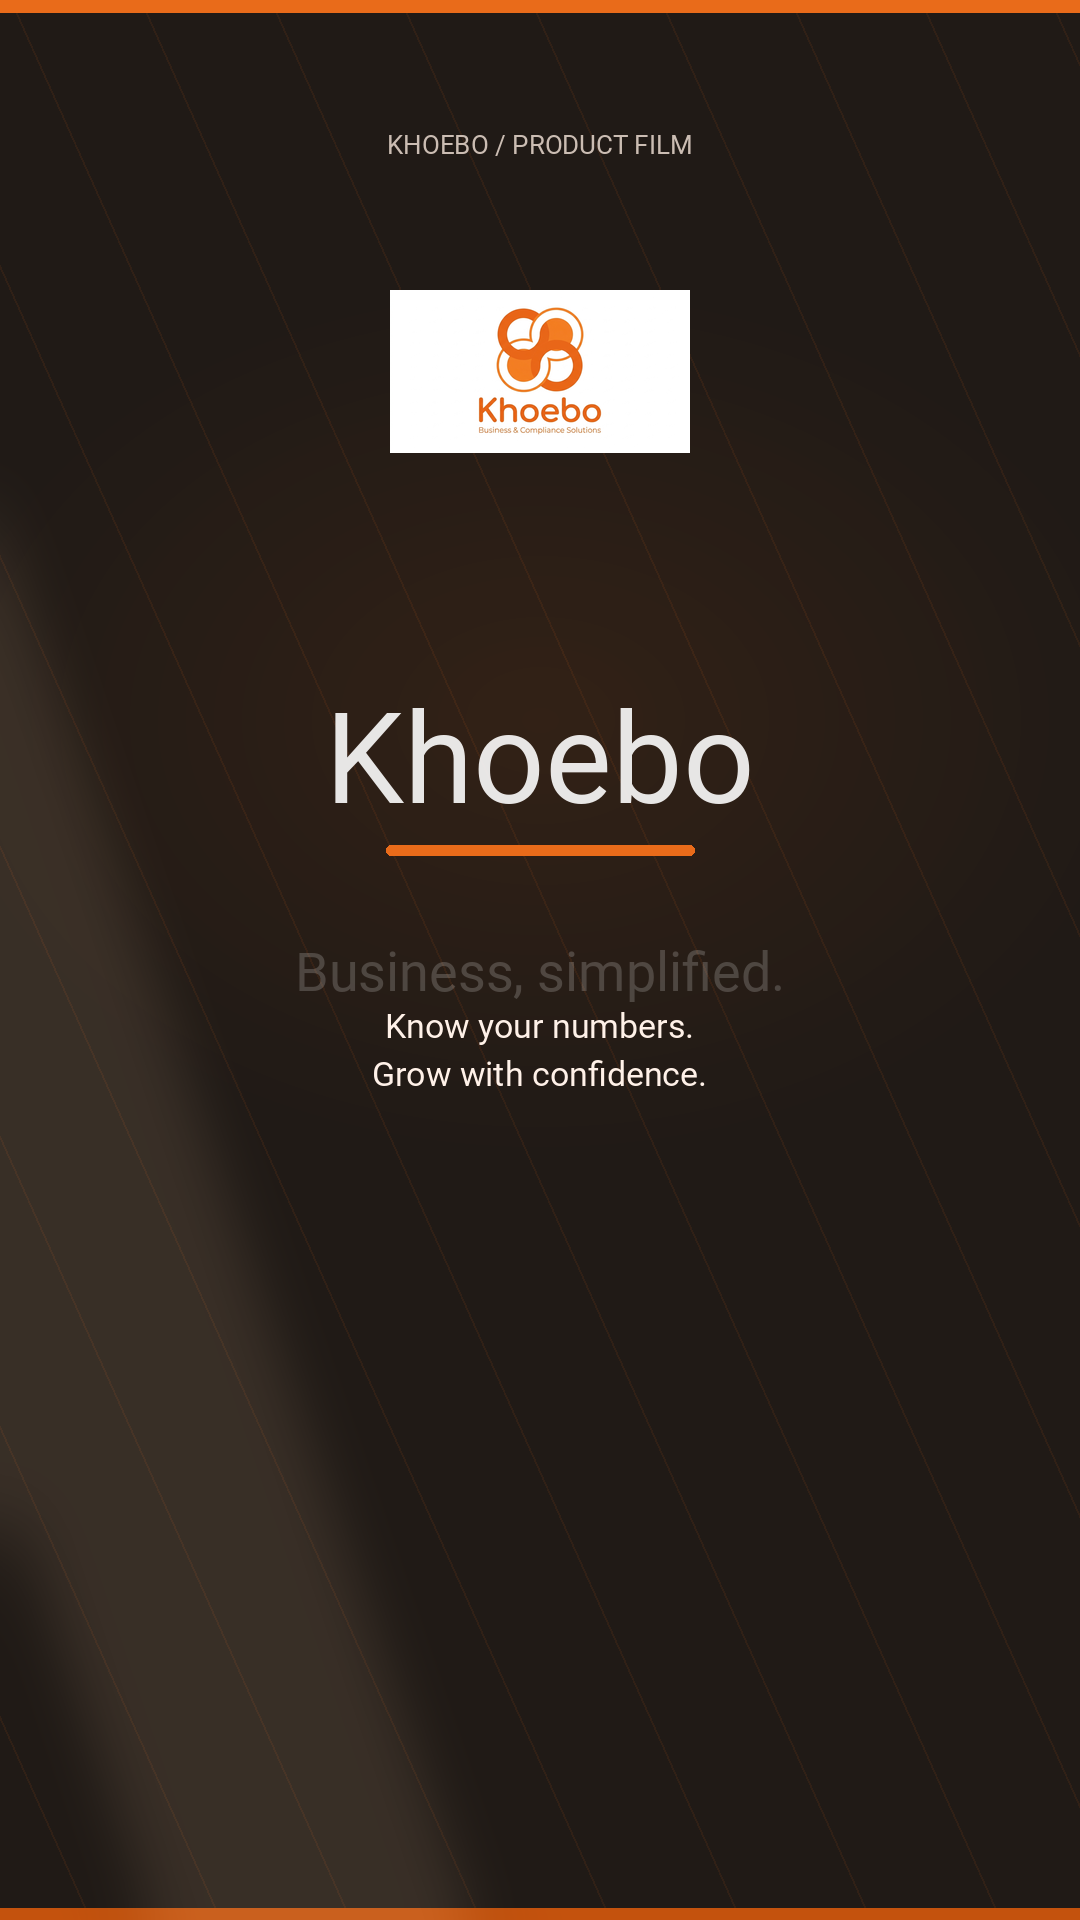 KHOEBO / PRODUCT FILM
Khoebo
Business & Compliance Solutions
Khoebo
Business, simplified.
Know your numbers.
Grow with confidence.